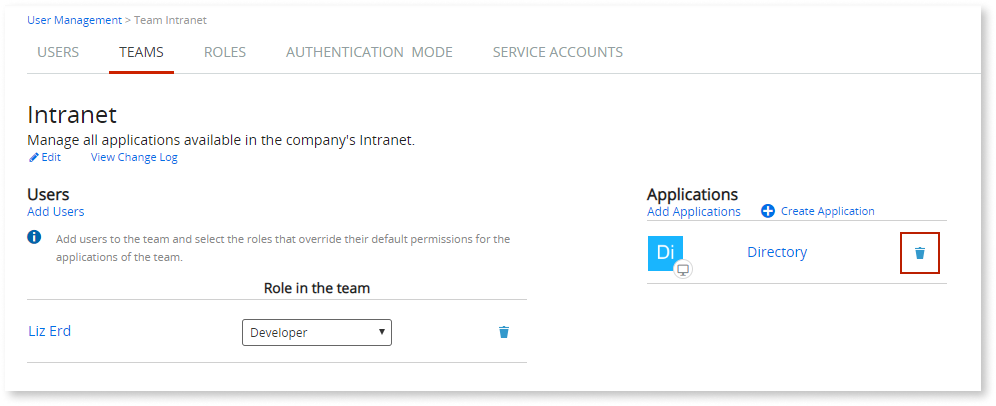 User Management > Team Intranet
USERS TEAMS ROLES AUTHENTICATION MODE SERVICE ACCOUNTS
Intranet
Manage all applications available in the company's Intranet.
Edit View Change Log
Users
Add Users
Add users to the team and select the roles that override their default permissions for the
applications of the team.
Role in the team
Liz Erd Developer
Applications
Add Applications Create Application
Di Directory